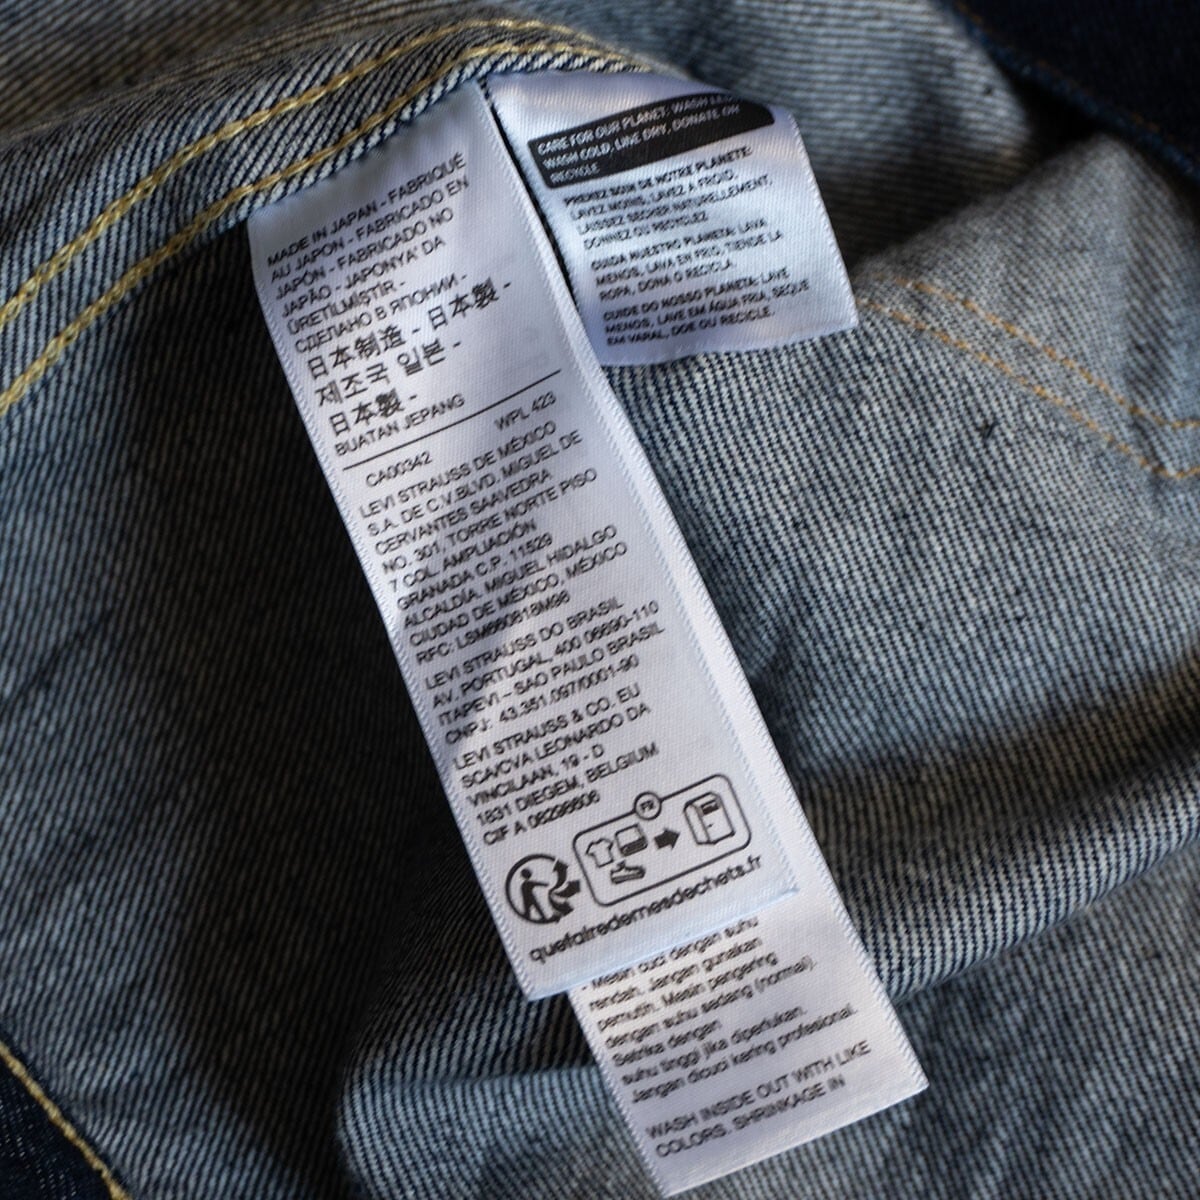 MADE IN JAPAN - FABRIQUÉ
AU JAPON - FABRICADO EN
JAPÓN - FABRICADO NO
JAPÃO - JAPONYA' DA
ÜRETILMIŞTIR -
СДЕЛАНО В ЯПОНИИ -
日本制造 - 日本製 -
제조국 일본 -
日本製 -
BUATAN JEPANG
WPL 423
CA00342
LEVI STRAUSS DE MÉXICO
S.A. DE C.V.BLVD. MIGUEL DE
CERVANTES SAAVEDRA
NO. 301, TORRE NORTE PISO
7 COL. AMPLIACIÓN
GRANADA C.P. 11529
ALCALDÍA, MIGUEL HIDALGO
CIUDAD DE MÉXICO, MÉXICO
RFC:
LEVI STRAUSS DO BRASIL
AV. PORTUGAL, 400 06690-110
ITAPEVI – SAO PAULO BRASIL
CNPJ: 43.351.097/0001-90
LEVI STRAUSS & CO. EU
SCA/CVA LEONARDO DA
VINCILAAN, 19 - D
1831 DIEGEM, BELGIUM
CIF A 08298606
FR
quefairedemesdechets.fr
CARE FOR OUR PLANET: WASH
WASH COLD, LINE DRY, DONATE OR
RECYCLE
PRENEZ SOIN DE NOTRE PLANETE:
LAVEZ MOINS, LAVEZ A FROID,
LAISSEZ SÉCHER NATURELLEMENT,
DONNEZ OU RECYCLEZ
CUIDA NUESTRO PLANETA: LAVA
MENOS, LAVA EN FRIO, TIENDE LA
ROPA, DONA O RECICLA
CUIDE DO NOSSO PLANETA: LAVE
MENOS, LAVE EM ÁGUA FRIA, SEQUE
EM VARAL, DOE OU RECICLE.
- Mesin cuci dengan suhu
rendah. Jangan gunakan
pemutih. Mesin pengering
dengan suhu sedang (normal).
Setrika dengan
suhu tinggi jika diperlukan.
Jangan dicuci kering profesional.
WASH INSIDE OUT WITH LIKE
COLORS. SHRINKAGE IN